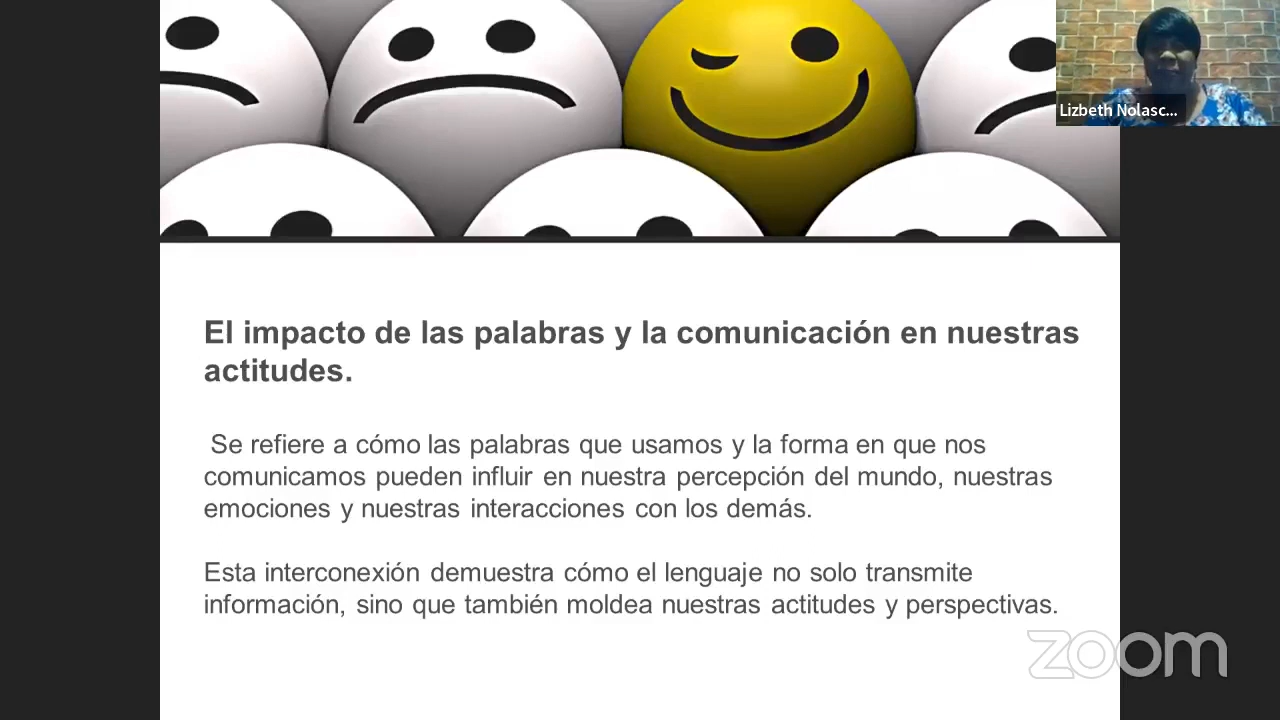 Lizbeth Nolasc...
El impacto de las palabras y la comunicación en nuestras
actitudes.
Se refiere a cómo las palabras que usamos y la forma en que nos
comunicamos pueden influir en nuestra percepción del mundo, nuestras
emociones y nuestras interacciones con los demás.
Esta interconexión demuestra cómo el lenguaje no solo transmite
información, sino que también moldea nuestras actitudes y perspectivas.
zoom